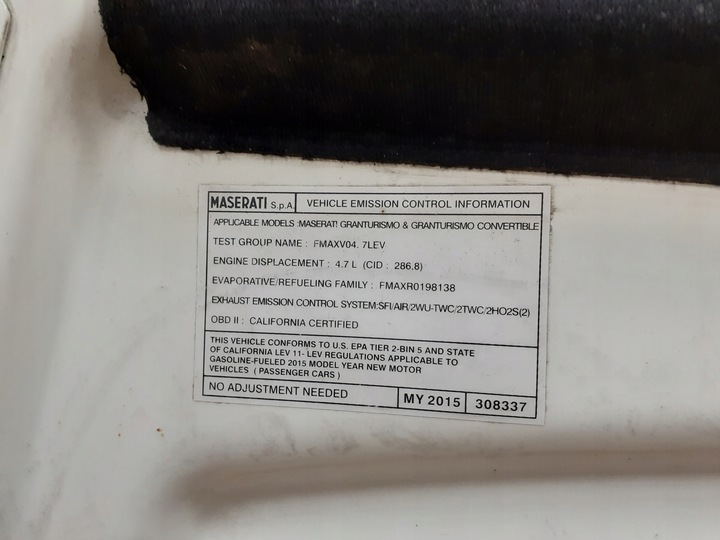 MASERATI S.p.A. VEHICLE EMISSION CONTROL INFORMATION
APPLICABLE MODELS :MASERATI GRANTURISMO & GRANTURISMO CONVERTIBLE
TEST GROUP NAME : FMAXV04. 7LEV
ENGINE DISPLACEMENT : 4.7 L (CID : 286.8)
EVAPORATIVE/REFUELING FAMILY : FMAXR0198138
EXHAUST EMISSION CONTROL SYSTEM:SFI/AIR/2WU-TWC/2TWC/2HO2S(2)
OBD II : CALIFORNIA CERTIFIED
THIS VEHICLE CONFORMS TO U.S. EPA TIER 2-BIN 5 AND STATE
OF CALIFORNIA LEV 11- LEV REGULATIONS APPLICABLE TO
GASOLINE-FUELED 2015 MODEL YEAR NEW MOTOR
VEHICLES ( PASSENGER CARS )
NO ADJUSTMENT NEEDED MY 2015 308337